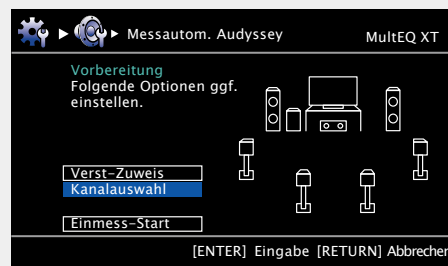 Messautom. Audyssey MultEQ XT
Vorbereitung
Folgende Optionen ggf.
einstellen.
Verst-Zuweis
Kanalauswahl
Einmess-Start
[ENTER] Eingabe [RETURN] Abbrechen